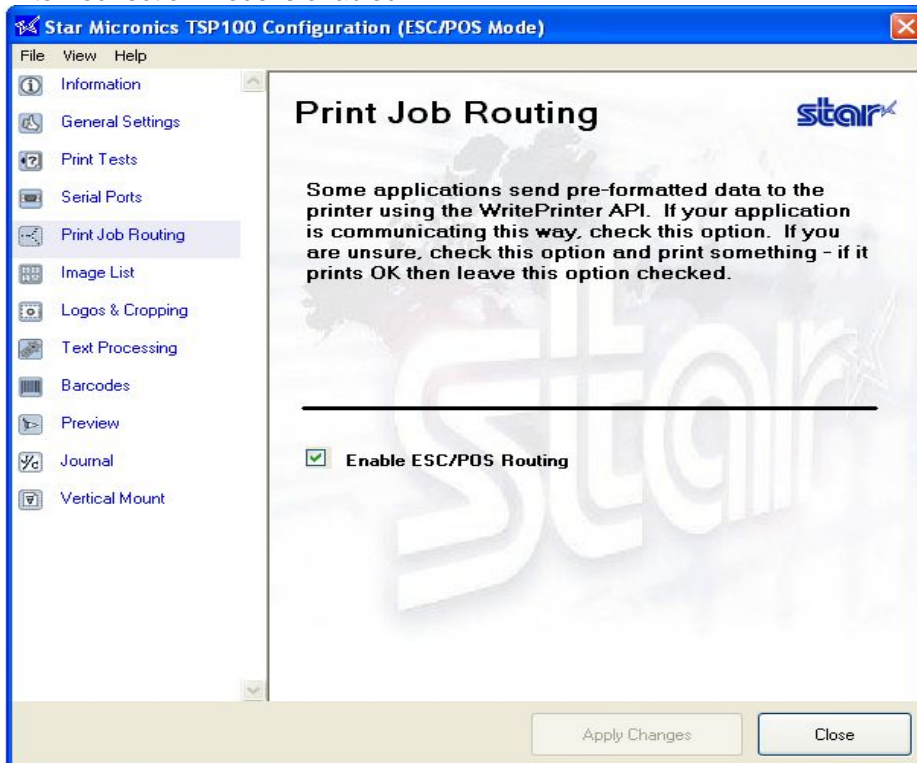 Star Micronics TSP100 Configuration (ESC/POS Mode)
File View Help
Information
General Settings
Print Tests
Serial Ports
Print Job Routing
Image List
Logos & Cropping
Text Processing
Barcodes
Preview
Journal
Vertical Mount
Print Job Routing
star
Some applications send pre-formatted data to the
printer using the WritePrinter API. If your application
is communicating this way, check this option. If you
are unsure, check this option and print something - if it
prints OK then leave this option checked.
star
Enable ESC/POS Routing
Apply Changes
Close